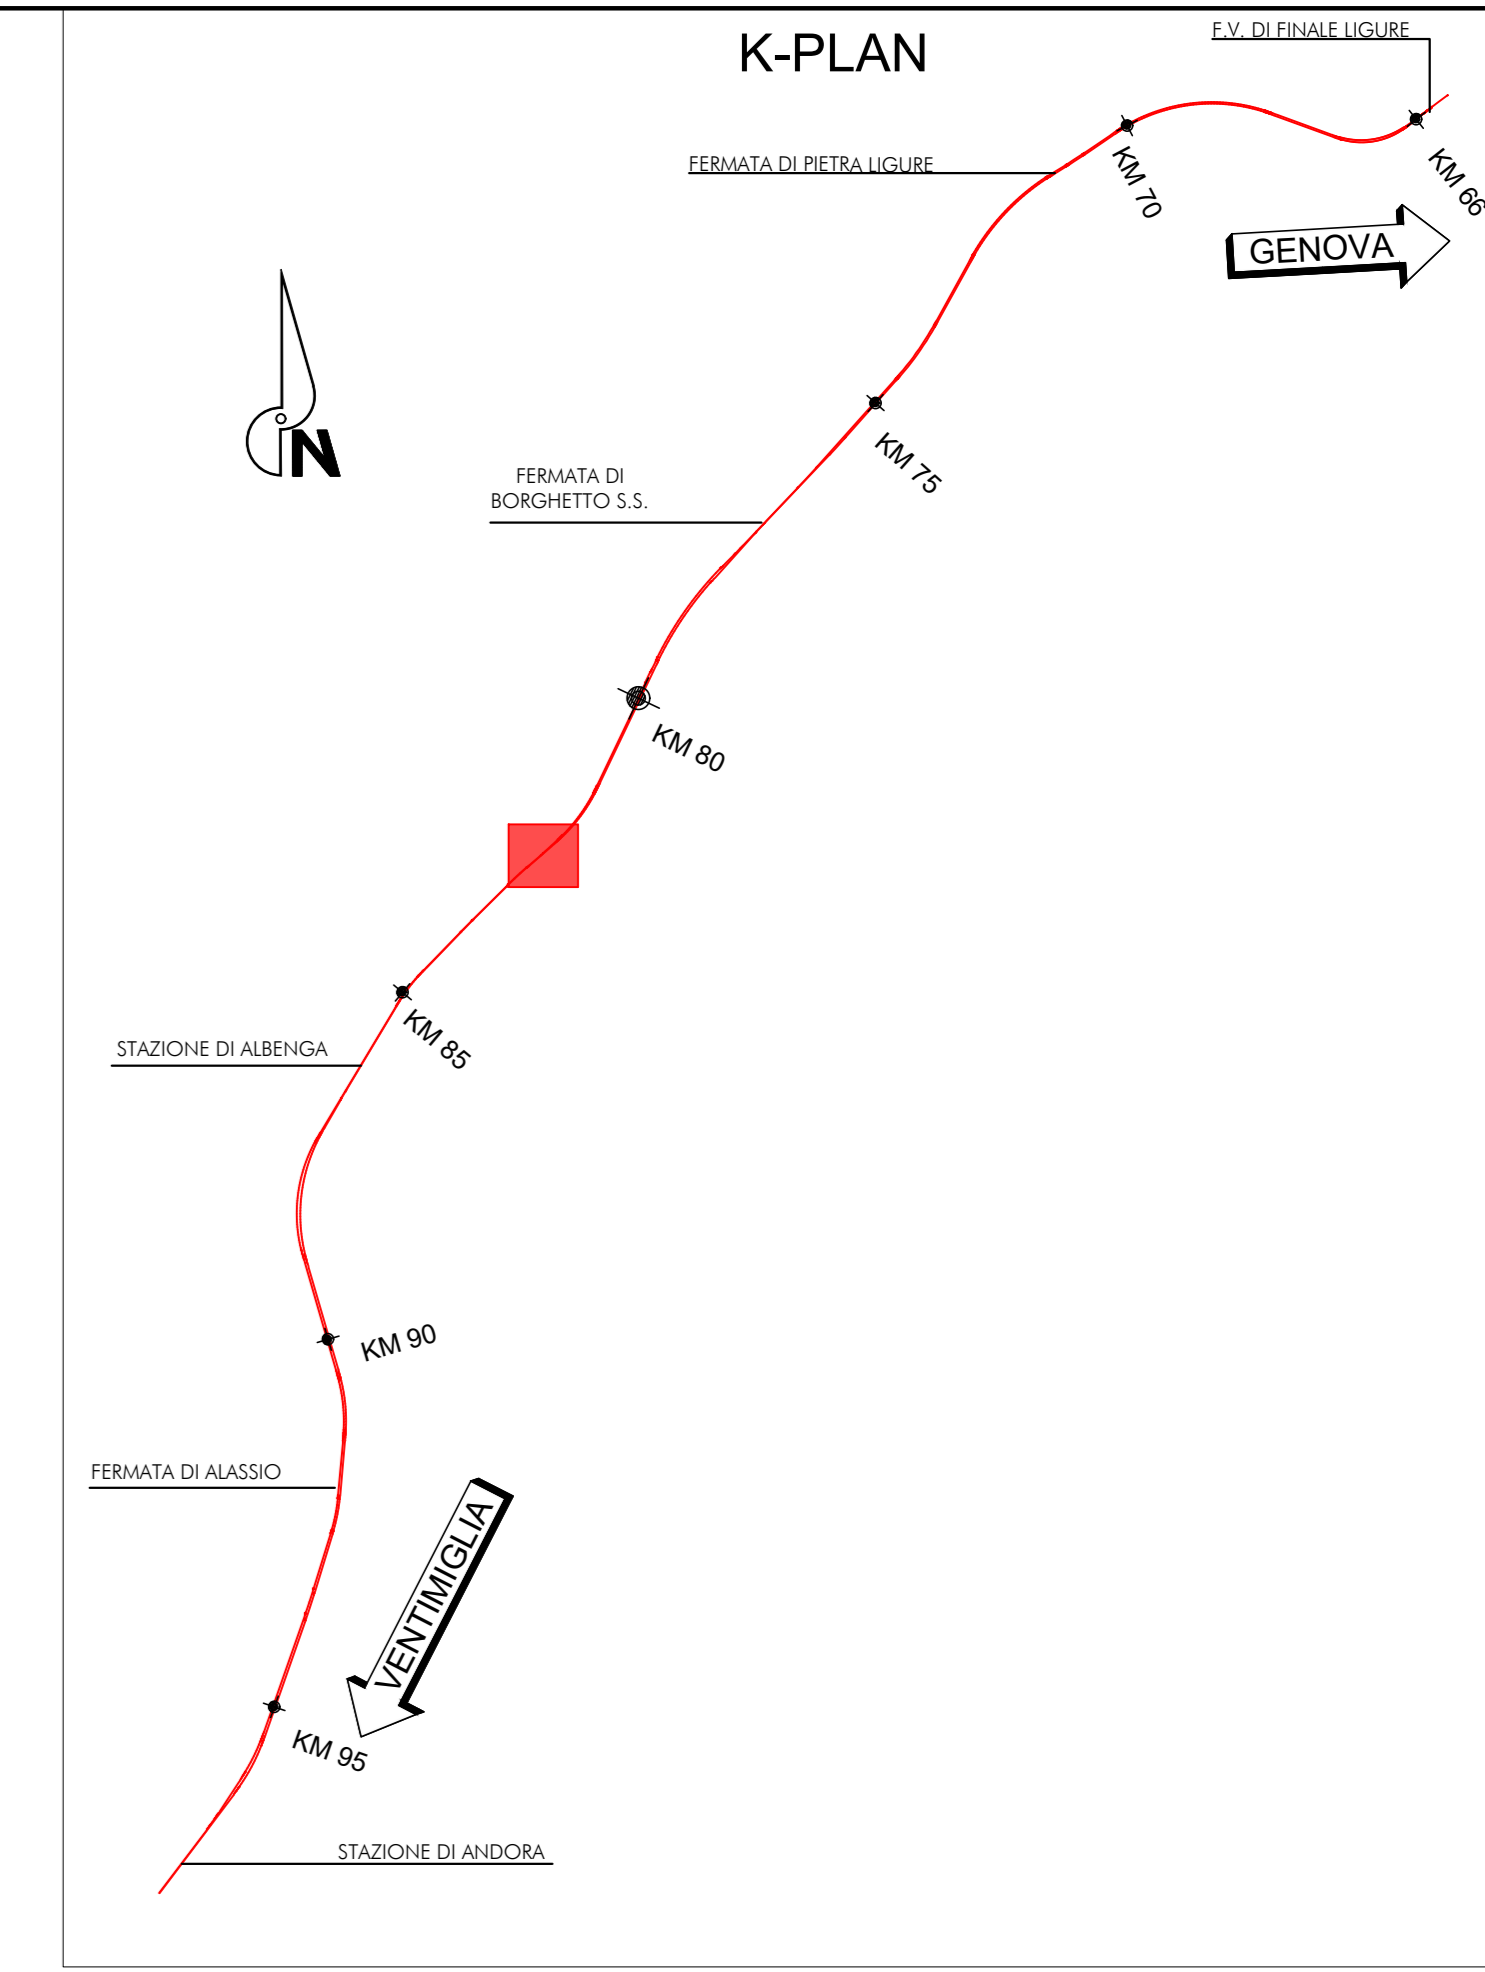 K-PLAN
F.V. DI FINALE LIGURE
FERMATA DI PIETRA LIGURE
KM 70
KM 66
GENOVA
N
FERMATA DI
BORGHETTO S.S.
KM 75
KM 80
KM 85
STAZIONE DI ALBENGA
KM 90
FERMATA DI ALASSIO
VENTIMIGLIA
KM 95
STAZIONE DI ANDORA